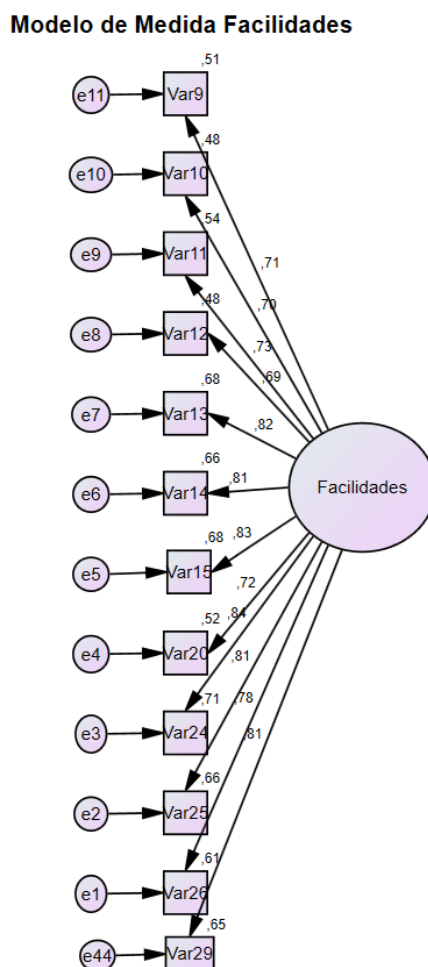 Modelo de Medida Facilidades
,51
e11
Var9
,48
,71
e10
Var10
,54
,70
e9
Var11
,48
,73
e8
Var12
,69
e7
,68
Var13
,82
e6
,66
Var14
,81
Facilidades
e5
,68
Var15
,83
e4
,52
Var20
,72
e3
,71
Var24
,84
e2
,66
Var25
,81
e1
,61
Var26
,78
e44
,65
Var29
,81